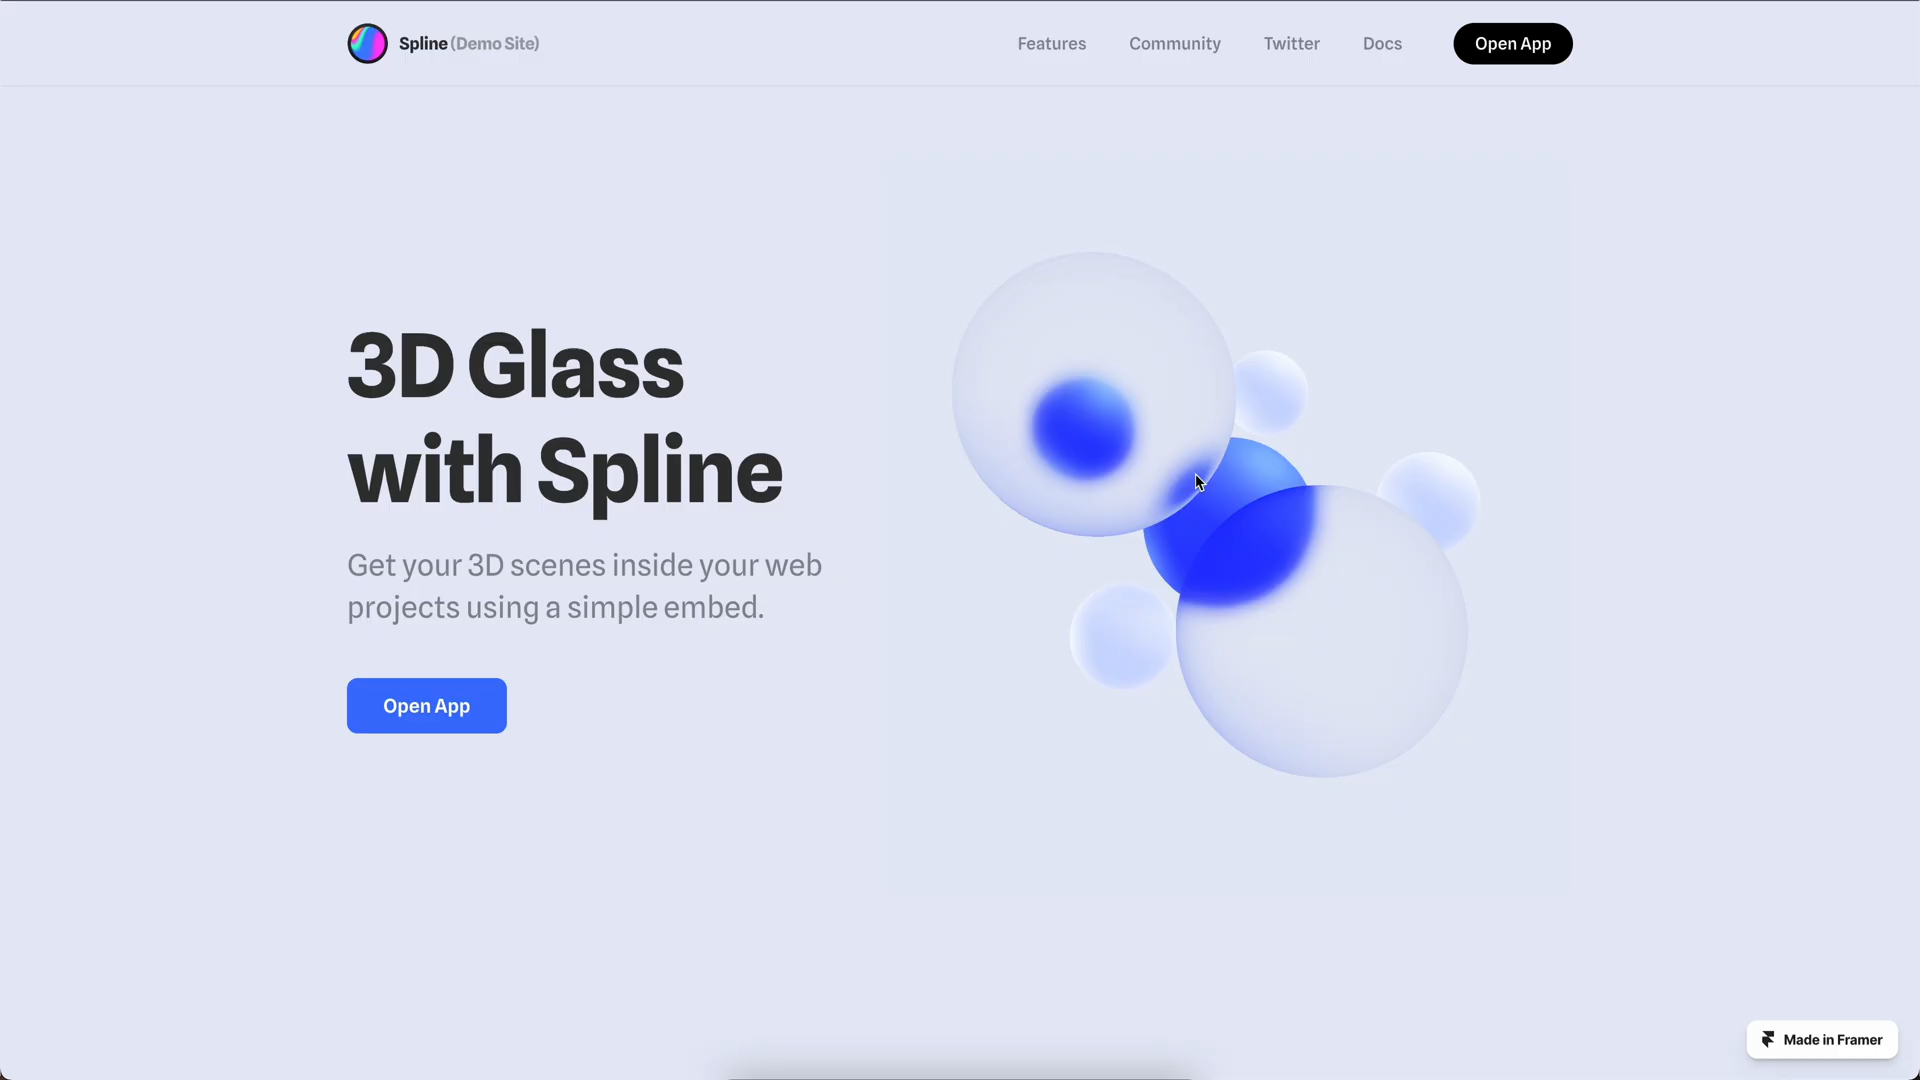 Spline (Demo Site)
Features
Community
Twitter
Docs
Open App
3D Glass
with Spline
Get your 3D scenes inside your web
projects using a simple embed.
Open App
Made in Framer